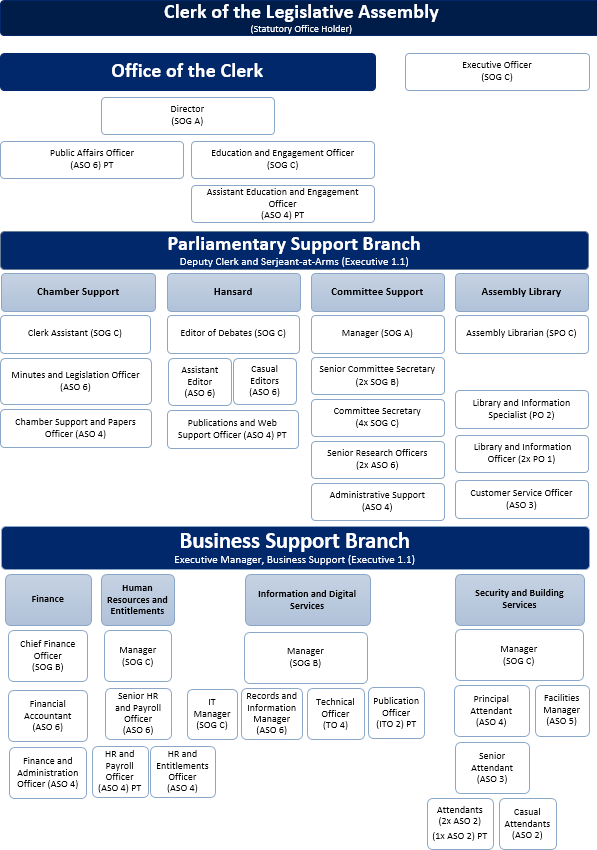 Clerk of the Legislative Assembly
(Statutory Office Holder)
Office of the Clerk
Executive Officer
(SOG C)
Director
(SOG A)
Public Affairs Officer
(ASO 6) PT
Education and Engagement Officer
(SOG C)
Assistant Education and Engagement
Officer
(ASO 4) PT
Parliamentary Support Branch
Deputy Clerk and Serjeant-at-Arms (Executive 1.1)
Chamber Support
Hansard
Committee Support
Assembly Library
Clerk Assistant (SOG C)
Editor of Debates (SOG C)
Manager (SOG A)
Assembly Librarian (SPO C)
Minutes and Legislation Officer
(ASO 6)
Assistant
Editor
(ASO 6)
Casual
Editors
(ASO 6)
Senior Committee Secretary
(2x SOG B)
Chamber Support and Papers
Officer (ASO 4)
Publications and Web
Support Officer (ASO 4) PT
Committee Secretary
(4x SOG C)
Library and Information
Specialist (PO 2)
Senior Research Officers
(2x ASO 6)
Library and Information
Officer (2x PO 1)
Administrative Support
(ASO 4)
Customer Service Officer
(ASO 3)
Business Support Branch
Executive Manager, Business Support (Executive 1.1)
Finance
Human
Resources and
Entitlements
Information and Digital
Services
Security and Building
Services
Chief Finance
Officer
(SOG B)
Manager
(SOG C)
Manager
(SOG B)
Manager
(SOG C)
Financial
Accountant
(ASO 6)
Senior HR
and Payroll
Officer
(ASO 6)
IT
Manager
(SOG C)
Records and
Information
Manager
(ASO 6)
Technical
Officer
(TO 4)
Publication
Officer
(ITO 2) PT
Principal
Attendant
(ASO 4)
Facilities
Manager
(ASO 5)
Finance and
Administration
Officer (ASO 4)
HR and
Payroll
Officer
(ASO 4) PT
HR and
Entitlements
Officer
(ASO 4)
Senior
Attendant
(ASO 3)
Attendants
(2x ASO 2)
(1x ASO 2) PT
Casual
Attendants
(ASO 2)